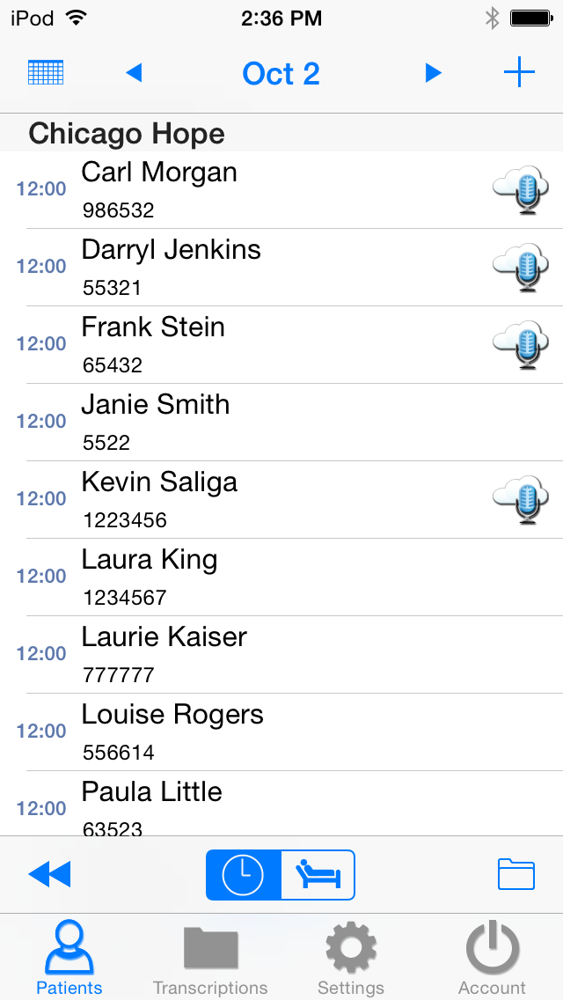 iPod 2:36 PM
Oct 2
Chicago Hope
12:00 Carl Morgan
986532
12:00 Darryl Jenkins
55321
12:00 Frank Stein
65432
12:00 Janie Smith
5522
12:00 Kevin Saliga
1223456
12:00 Laura King
1234567
12:00 Laurie Kaiser
777777
12:00 Louise Rogers
556614
12:00 Paula Little
63523
Patients Transcriptions Settings Account